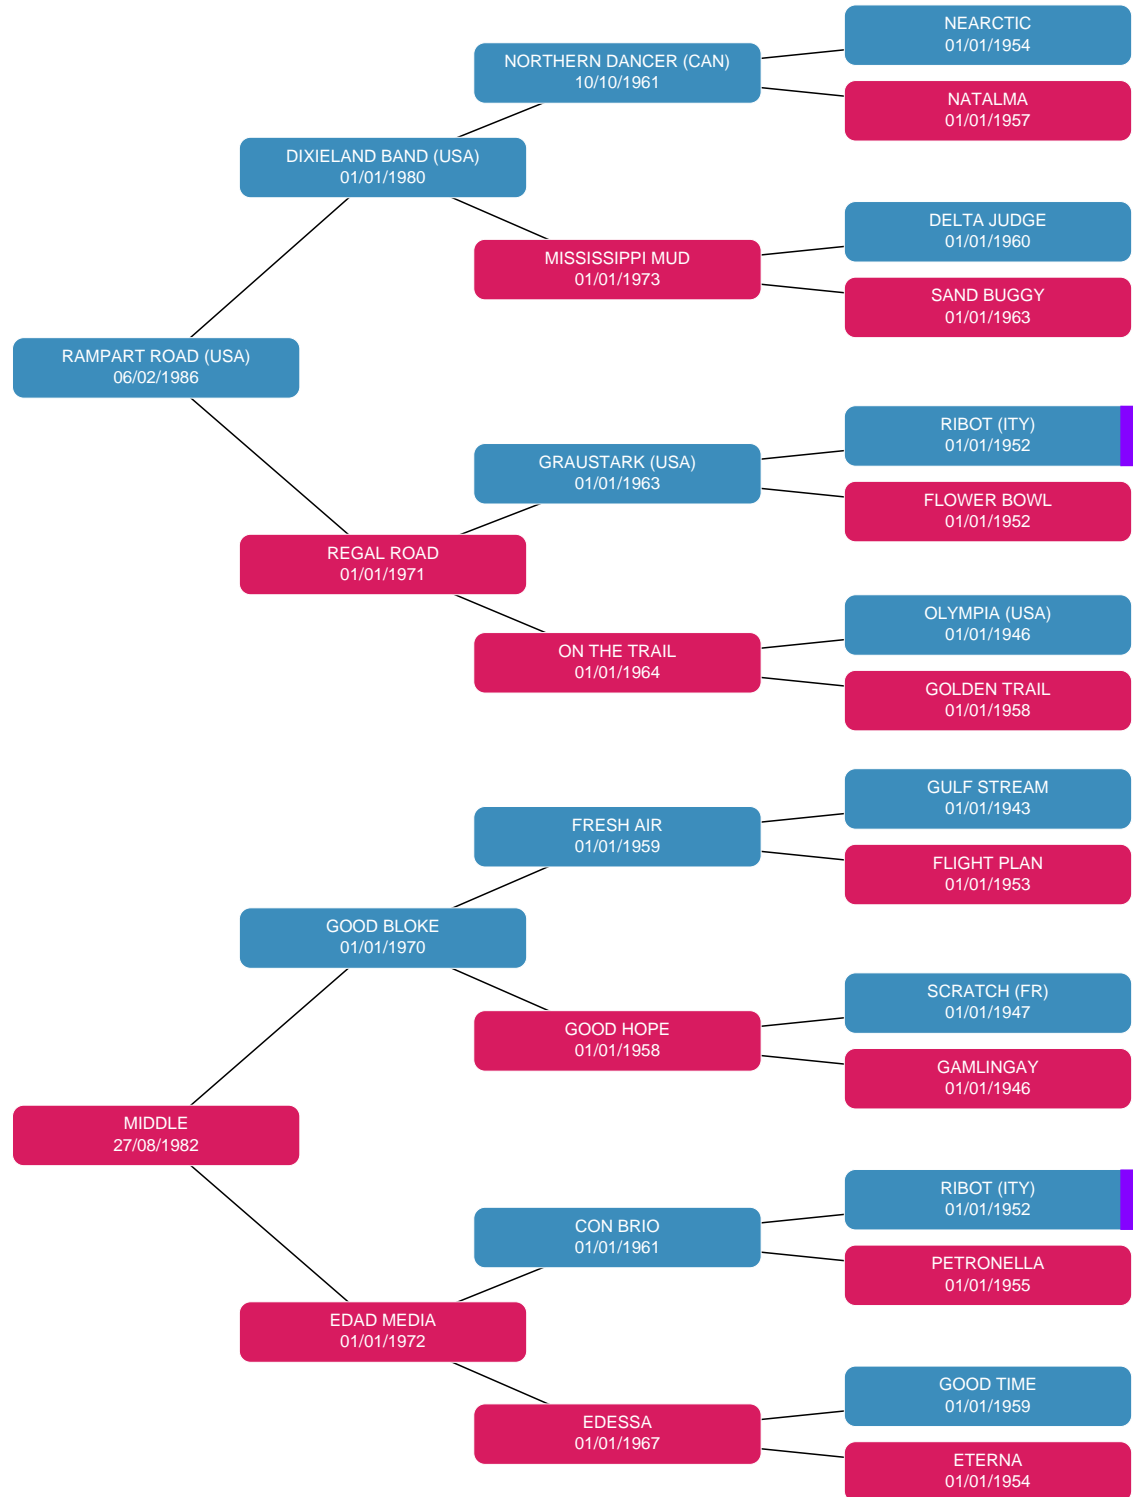 NEARCTIC
01/01/1954
NORTHERN DANCER (CAN)
10/10/1961
NATALMA
01/01/1957
DIXIELAND BAND (USA)
01/01/1980
DELTA JUDGE
01/01/1960
MISSISSIPPI MUD
01/01/1973
SAND BUGGY
01/01/1963
RAMPART ROAD (USA)
06/02/1986
RIBOT (ITY)
01/01/1952
GRAUSTARK (USA)
01/01/1963
FLOWER BOWL
01/01/1952
REGAL ROAD
01/01/1971
OLYMPIA (USA)
01/01/1946
ON THE TRAIL
01/01/1964
GOLDEN TRAIL
01/01/1958
GULF STREAM
01/01/1943
FRESH AIR
01/01/1959
FLIGHT PLAN
01/01/1953
GOOD BLOKE
01/01/1970
SCRATCH (FR)
01/01/1947
GOOD HOPE
01/01/1958
GAMLINGAY
01/01/1946
MIDDLE
27/08/1982
RIBOT (ITY)
01/01/1952
CON BRIO
01/01/1961
PETRONELLA
01/01/1955
EDAD MEDIA
01/01/1972
GOOD TIME
01/01/1959
EDESSA
01/01/1967
ETERNA
01/01/1954